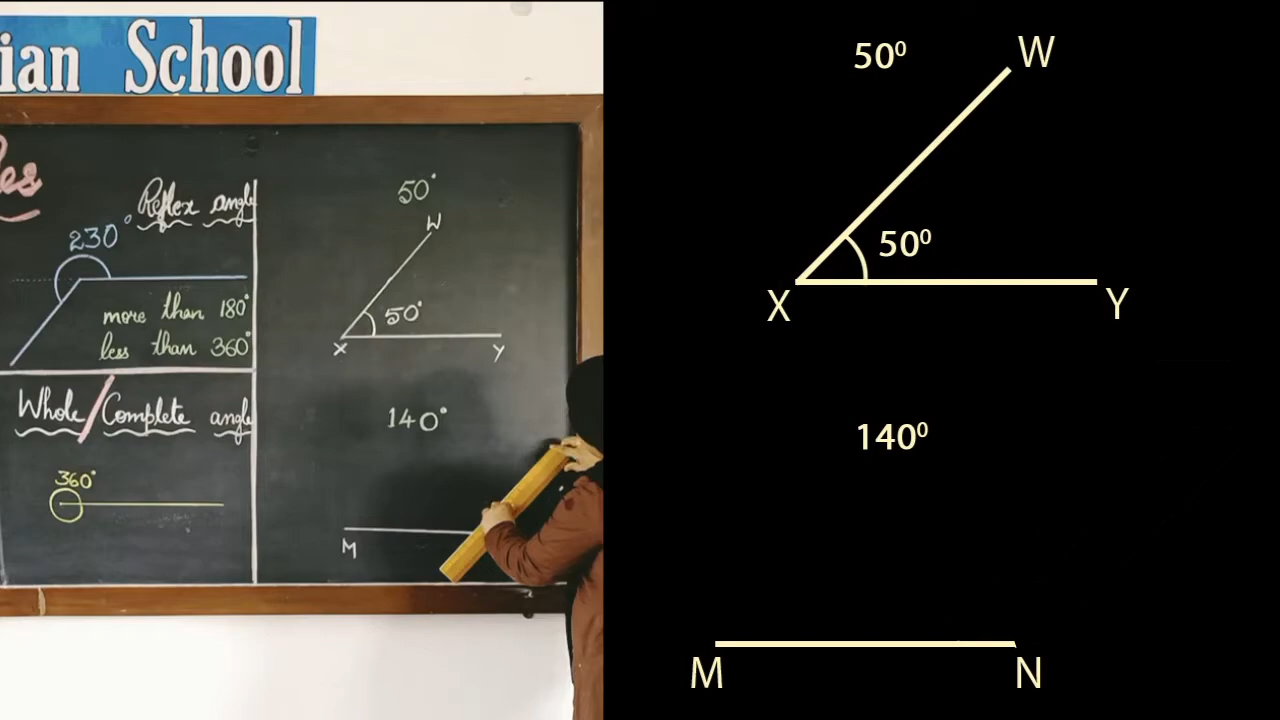 ian School
es
Reflex angle
230°
more than 180°
less than 360°
Whole/Complete angle
360°
50°
W
50°
X Y
140°
M
50⁰
W
50⁰
X Y
140⁰
M N